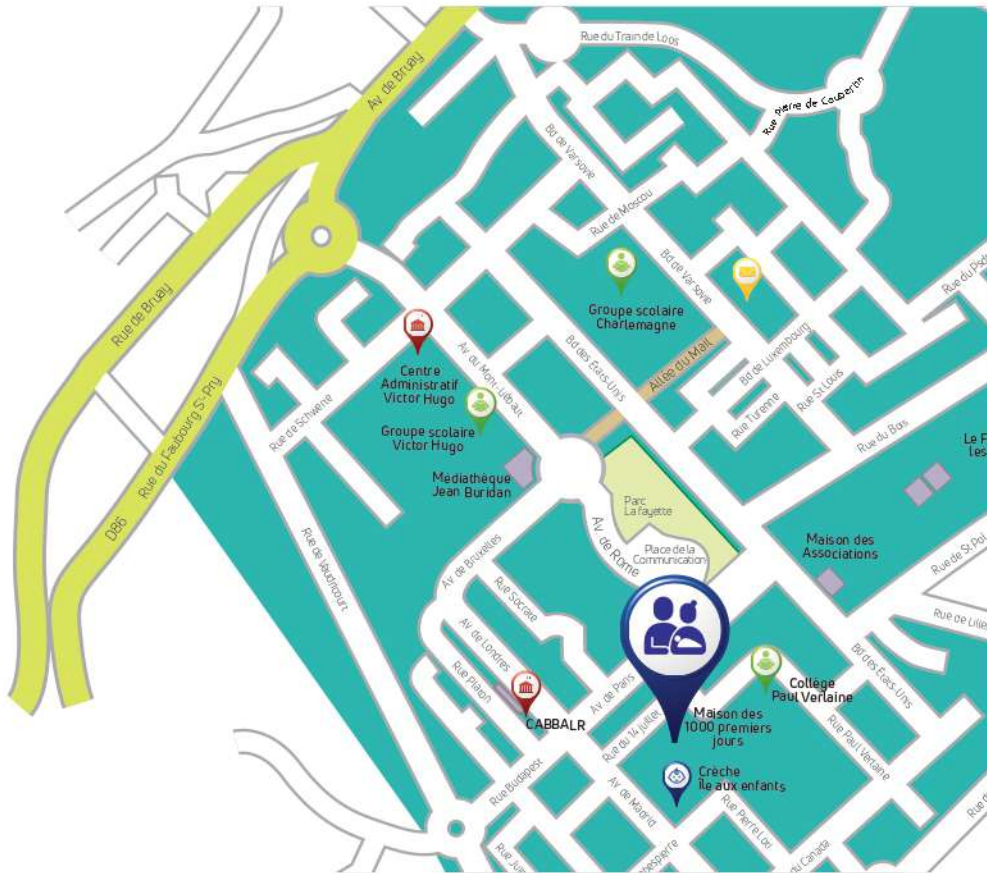 Rue du Train de Loos
Av. de Bruay
Rue Pierre de Couberitn
Bd de Varsovie
Rue de Moscou
Bd de Varsovie
Rue de Bruay
Groupe scolaire
Charlemagne
Allée du Mail
Bd de Luxembourg
Bd des Etats-Unis
Av. du Mont-Liébaut
Centre
Administratif
Victor Hugo
Rue St Louis
Rue Turenne
Rue de Schwerte
Groupe scolaire
Victor Hugo
Rue du Faubourg St-Pry
D86
Rue du Bois
Médiathèque
Jean Buridan
Parc
La fayette
Place de la
Communication
Av. de Rome
Maison des
Associations
Rue de St Pol
Rue de Lille
Av. de Bruxelles
Rue Socrate
Av. de Londres
Rue Platon
Rue de Vaudricourt
CABBALR
Av. de Paris
Bd des Etats-Unis
Collège
Paul Verlaine
Rue Paul Verlaine
Maison des
1000 premiers
jours
Rue du 14 juillet
Rue Budapest
Crèche
Île aux enfants
Av. de Madrid
Rue Pierre Loti
du Canada